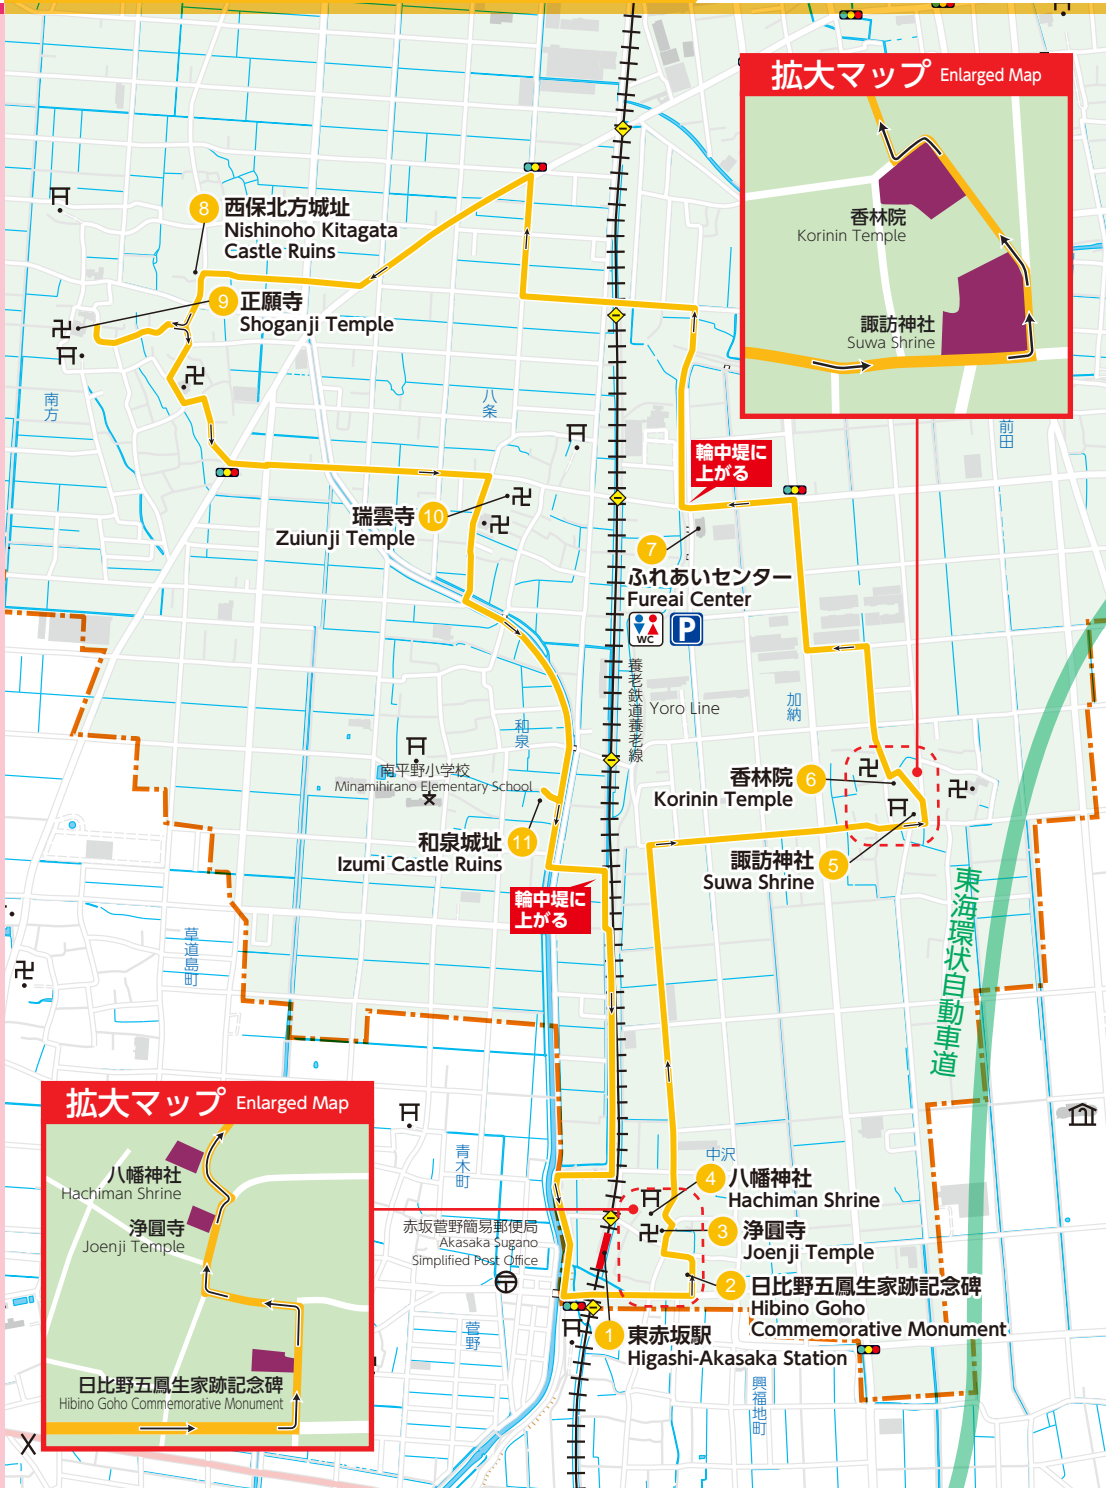 拡大マップ Enlarged Map
香林院
Korinin Temple
諏訪神社
Suwa Shrine
8 西保北方城址
Nishinoho Kitagata
Castle Ruins
9 正願寺
Shoganji Temple
南方
八条
前田
輪中堤に
上がる
瑞雲寺 10
Zuiunji Temple
7
ふれあいセンター
Fureai Center
WC P
養老鉄道養老線
Yoro Line
加納
和泉
南平野小学校
Minamihirano Elementary School
香林院 6
Korinin Temple
和泉城址 11
Izumi Castle Ruins
諏訪神社 5
Suwa Shrine
輪中堤に
上がる
東海環状自動車道
草道島町
拡大マップ Enlarged Map
八幡神社
Hachiman Shrine
浄圓寺
Joenji Temple
日比野五鳳生家跡記念碑
Hibino Goho Commemorative Monument
青木町
中沢
4 八幡神社
Hachiman Shrine
赤坂菅野簡易郵便局
Akasaka Sugano
Simplified Post Office
3 浄圓寺
Joenji Temple
2 日比野五鳳生家跡記念碑
Hibino Goho
Commemorative Monument
菅野
1 東赤坂駅
Higashi-Akasaka Station
興福地町